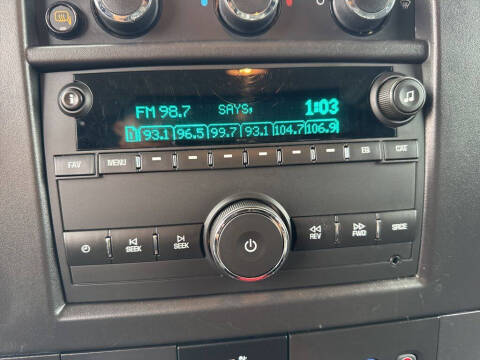 FM 98.7 SAYS, 1:03
1 93.1 96.5 99.7 93.1 104.7 106.9
FAV MENU CAT
SEEK SEEK REV FWD SRCE